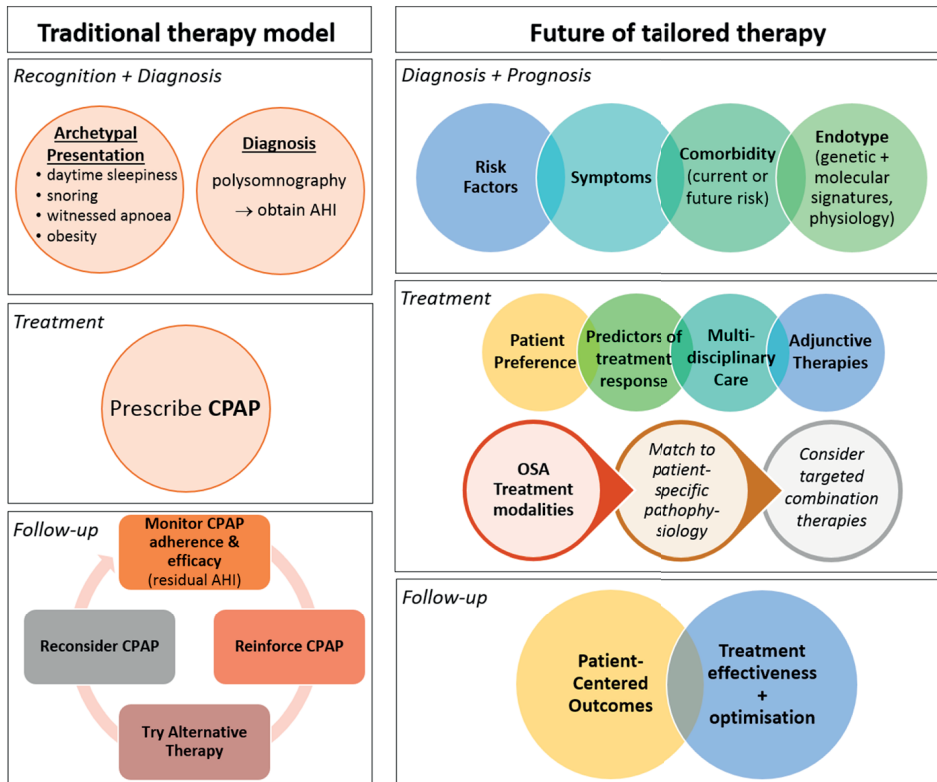 Traditional therapy model
Recognition + Diagnosis
Archetypal
Presentation
• daytime sleepiness
• snoring
• witnessed apnoea
• obesity
Diagnosis
polysomnography
→ obtain AHI
Treatment
Prescribe CPAP
Follow-up
Monitor CPAP
adherence &
efficacy
(residual AHI)
Reinforce CPAP
Try Alternative
Therapy
Reconsider CPAP
Future of tailored therapy
Diagnosis + Prognosis
Risk
Factors
Symptoms
Comorbidity
(current or
future risk)
Endotype
(genetic +
molecular
signatures,
physiology)
Treatment
Patient
Preference
Predictors of
treatment
response
Multi-
disciplinary
Care
Adjunctive
Therapies
OSA
Treatment
modalities
Match to
patient-
specific
pathophy-
siology
Consider
targeted
combination
therapies
Follow-up
Patient-
Centered
Outcomes
Treatment
effectiveness
+
optimisation